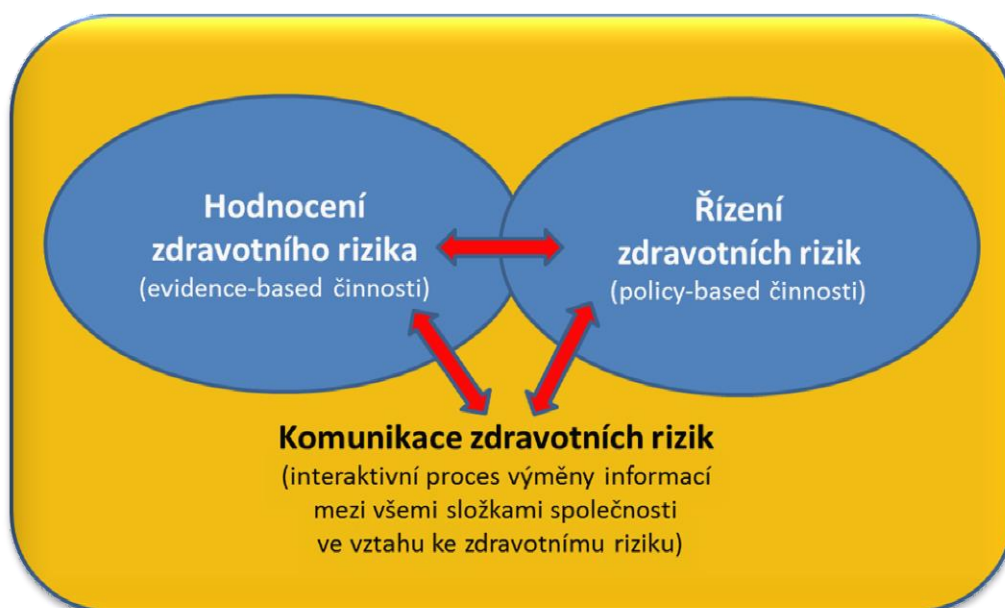 Hodnocení
zdravotního rizika
(evidence-based činnosti)
Řízení
zdravotních rizik
(policy-based činnosti)
Komunikace zdravotních rizik
(interaktivní proces výměny informací
mezi všemi složkami společnosti
ve vztahu ke zdravotnímu riziku)